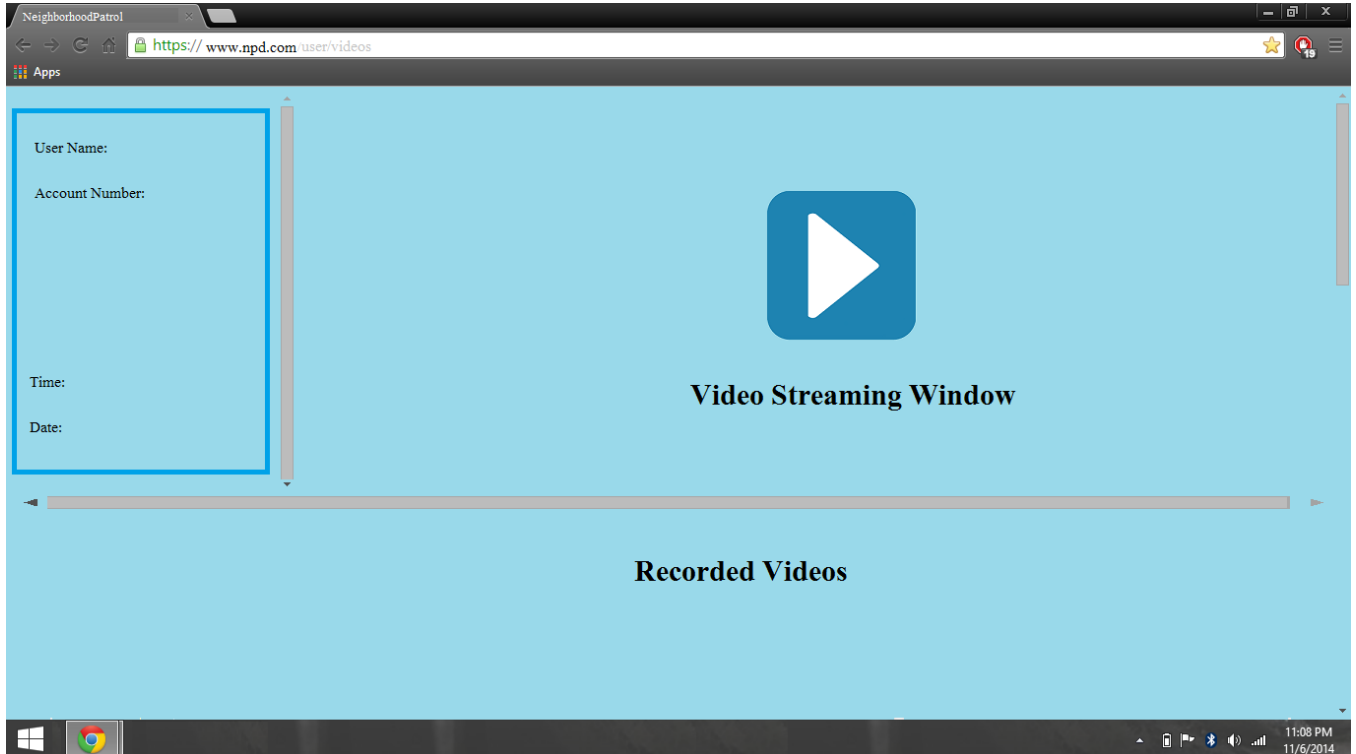 NeighborhoodPatrol
https:// www.npd.com/user/videos
19
Apps
User Name:
Account Number:
Time:
Date:
Video Streaming Window
Recorded Videos
11:08 PM
11/6/2014